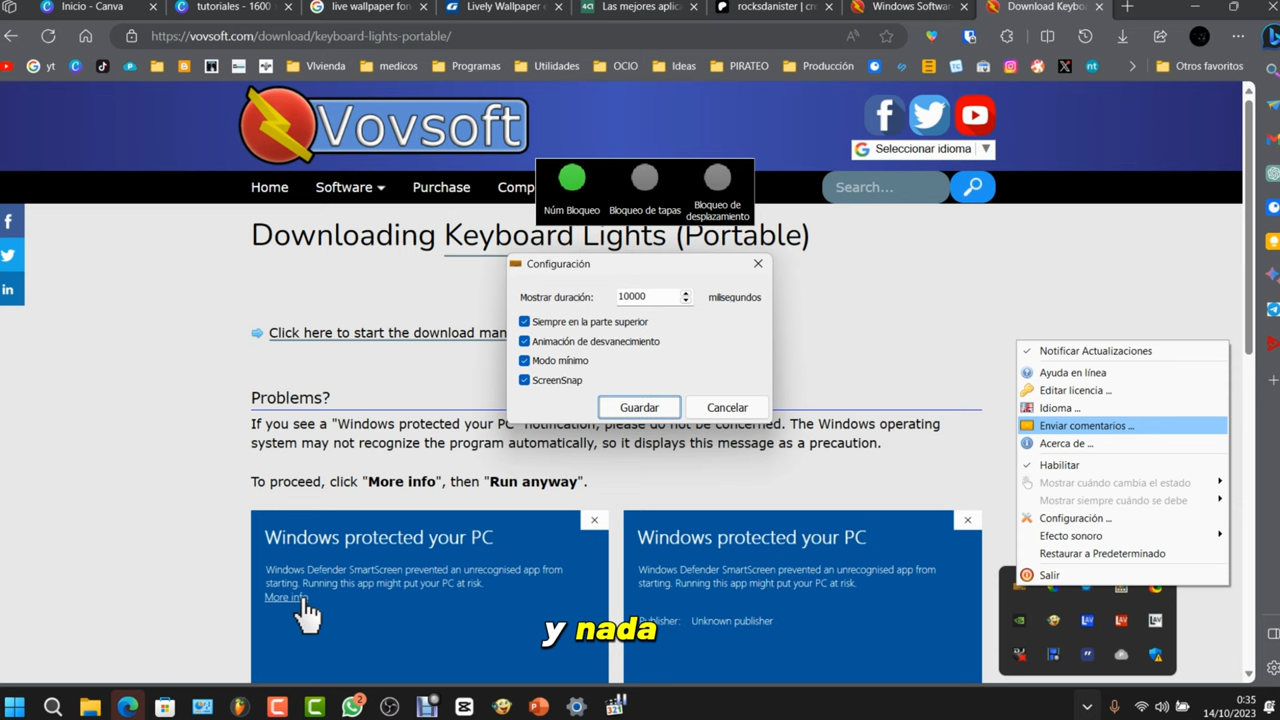 Inicio - Canva
tutoriales - 1600
live wallpaper fon
Lively Wallpaper e
Las mejores aplic
rocksdanister | cre
Windows Software
Download Keyboa
https://vovsoft.com/download/keyboard-lights-portable/
yt
VIvienda
medicos
Programas
Utilidades
OCIO
Ideas
PIRATEO
Producción
Otros favoritos
Vovsoft
Seleccionar idioma
Home
Software
Purchase
Comp
Search...
Núm Bloqueo
Bloqueo de tapas
Bloqueo de
desplazamiento
Downloading Keyboard Lights (Portable)
Configuración
Mostrar duración:
10000
milisegundos
Siempre en la parte superior
Animación de desvanecimiento
Modo mínimo
ScreenSnap
Guardar
Cancelar
Click here to start the download man
Problems?
If you see a "Windows protected your PC" notification, please do not be concerned. The Windows operating
system may not recognize the program automatically, so it displays this message as a precaution.
To proceed, click "More info", then "Run anyway".
Windows protected your PC
Windows Defender SmartScreen prevented an unrecognised app from
starting. Running this app might put your PC at risk.
More info
Windows protected your PC
Windows Defender SmartScreen prevented an unrecognised app from
starting. Running this app might put your PC at risk.
Publisher:
Unknown publisher
Notificar Actualizaciones
Ayuda en línea
Editar licencia ...
Idioma ...
Enviar comentarios ...
Acerca de ...
Habilitar
Mostrar cuándo cambia el estado
Mostrar siempre cuándo se debe
Configuración ...
Efecto sonoro
Restaurar a Predeterminado
Salir
y nada
2
321
0:35
14/10/2023